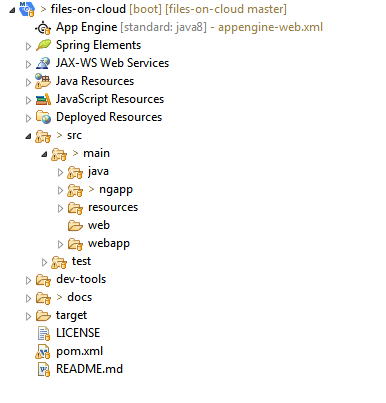 > files-on-cloud [boot] [files-on-cloud master]
App Engine [standard: java8] - appengine-web.xml
Spring Elements
JAX-WS Web Services
Java Resources
JavaScript Resources
Deployed Resources
> src
> main
java
> ngapp
resources
web
webapp
test
dev-tools
> docs
target
LICENSE
pom.xml
README.md